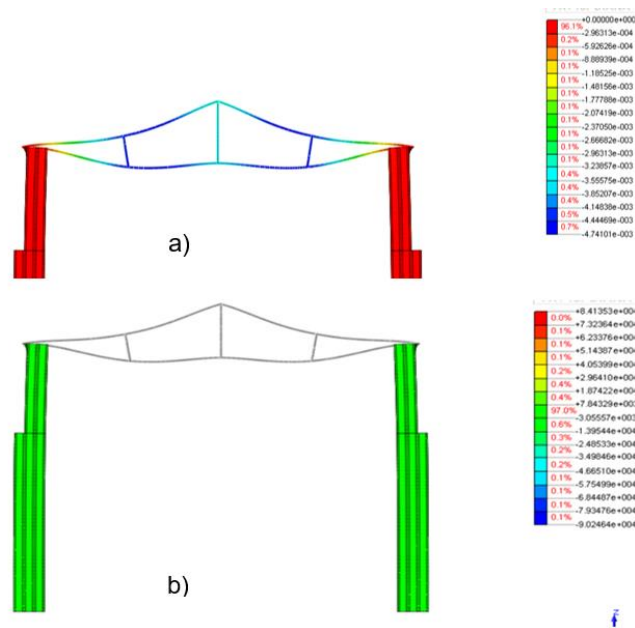 +0.00000e+000
96.1%
-2.96313e-004
0.2%
-5.92626e-004
0.1%
-8.88939e-004
0.1%
-1.18525e-003
0.1%
-1.48156e-003
0.1%
-1.77788e-003
0.1%
-2.07419e-003
0.1%
-2.37050e-003
0.1%
-2.66682e-003
0.1%
-2.96313e-003
0.1%
-3.23857e-003
0.4%
-3.55575e-003
0.4%
-3.85207e-003
0.4%
-4.14838e-003
0.5%
-4.44469e-003
0.7%
-4.74101e-003
a)
+8.41353e+004
0.0%
+7.32364e+004
0.1%
+6.23376e+004
0.1%
+5.14387e+004
0.1%
+4.05399e+004
0.2%
+2.96410e+004
0.4%
+1.87422e+004
0.4%
+7.84329e+003
97.0%
-3.05557e+003
0.6%
-1.39544e+004
0.3%
-2.48533e+004
0.2%
-3.49846e+004
0.2%
-4.66510e+004
0.1%
-5.75499e+004
0.1%
-6.84487e+004
0.1%
-7.93476e+004
0.1%
-9.02464e+004
b)
Z